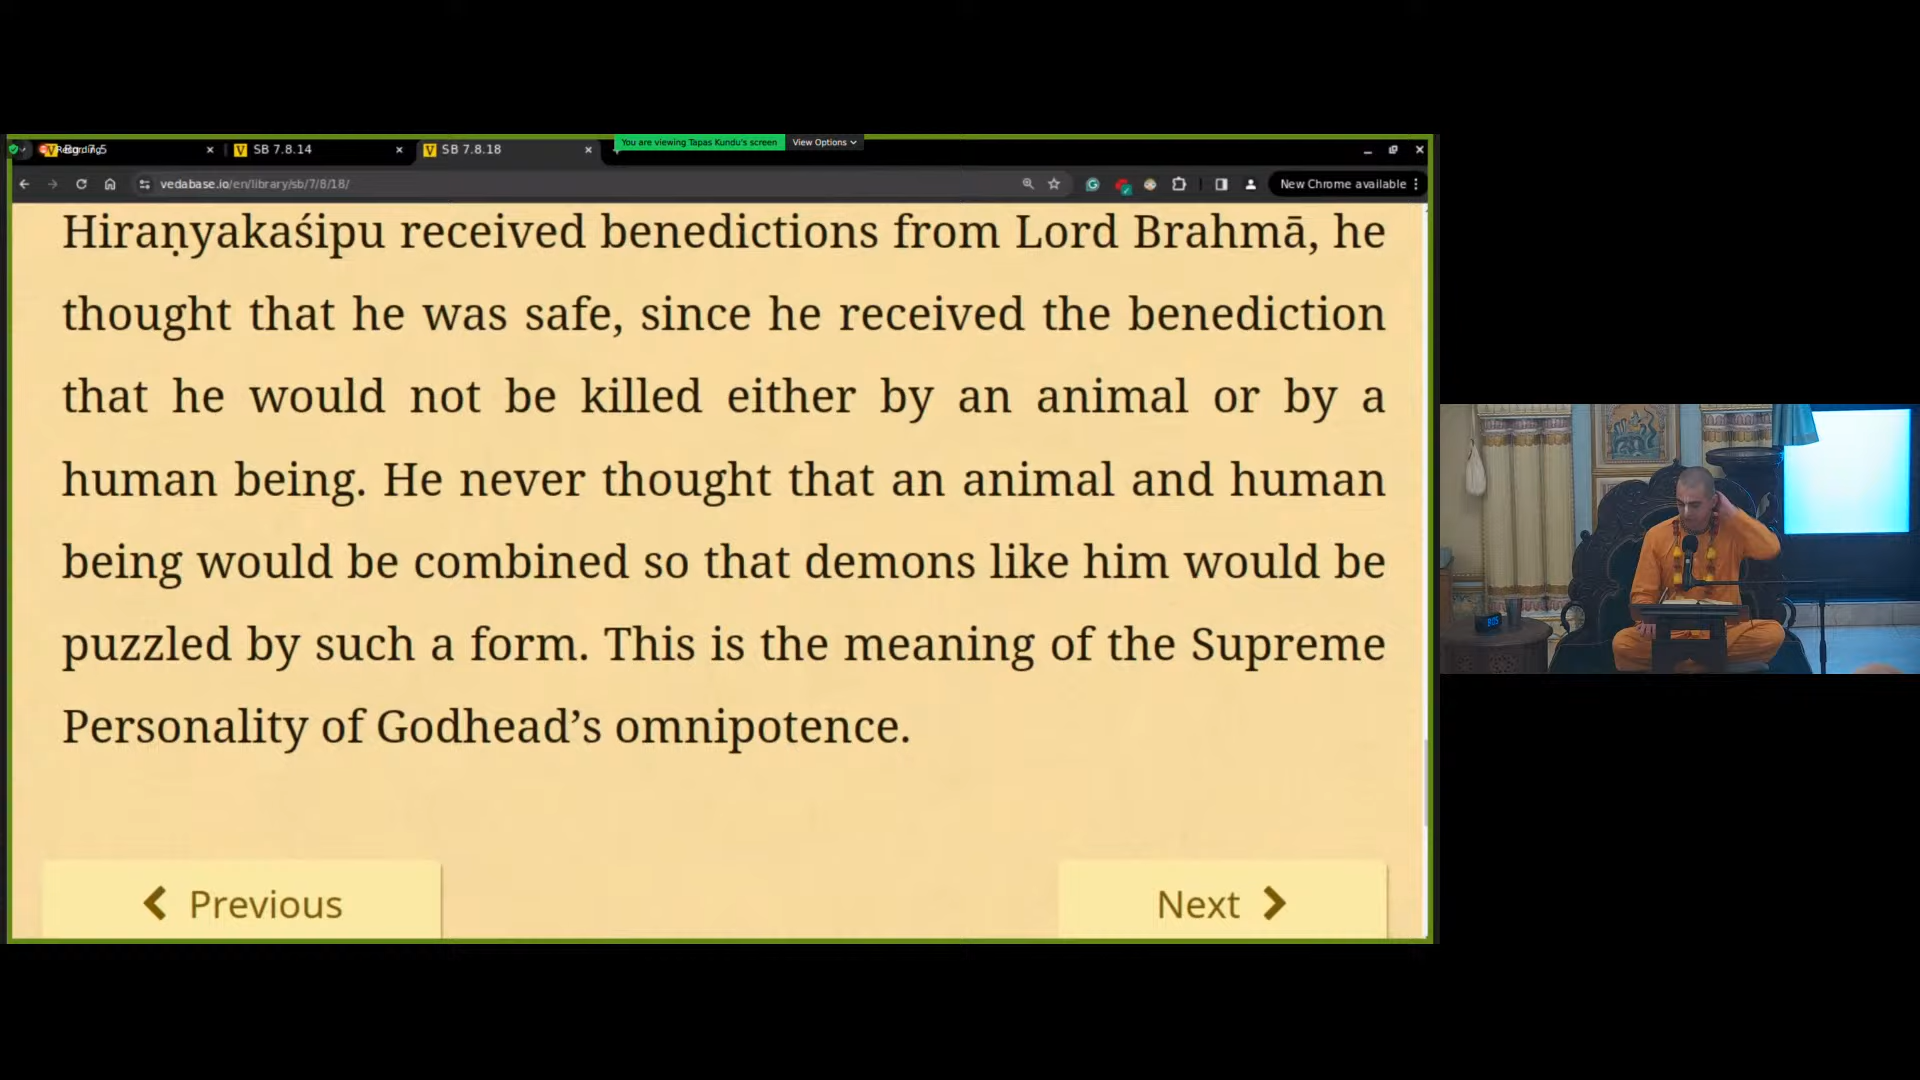 7.5
SB 7.8.14
SB 7.8.18
You are viewing Tapas Kundu's screen
View Options
vedabase.io/en/library/sb/7/8/18/
New Chrome available
Hiraṇyakaśipu received benedictions from Lord Brahmā, he
thought that he was safe, since he received the benediction
that he would not be killed either by an animal or by a
human being. He never thought that an animal and human
being would be combined so that demons like him would be
puzzled by such a form. This is the meaning of the Supreme
Personality of Godhead’s omnipotence.
Previous
Next